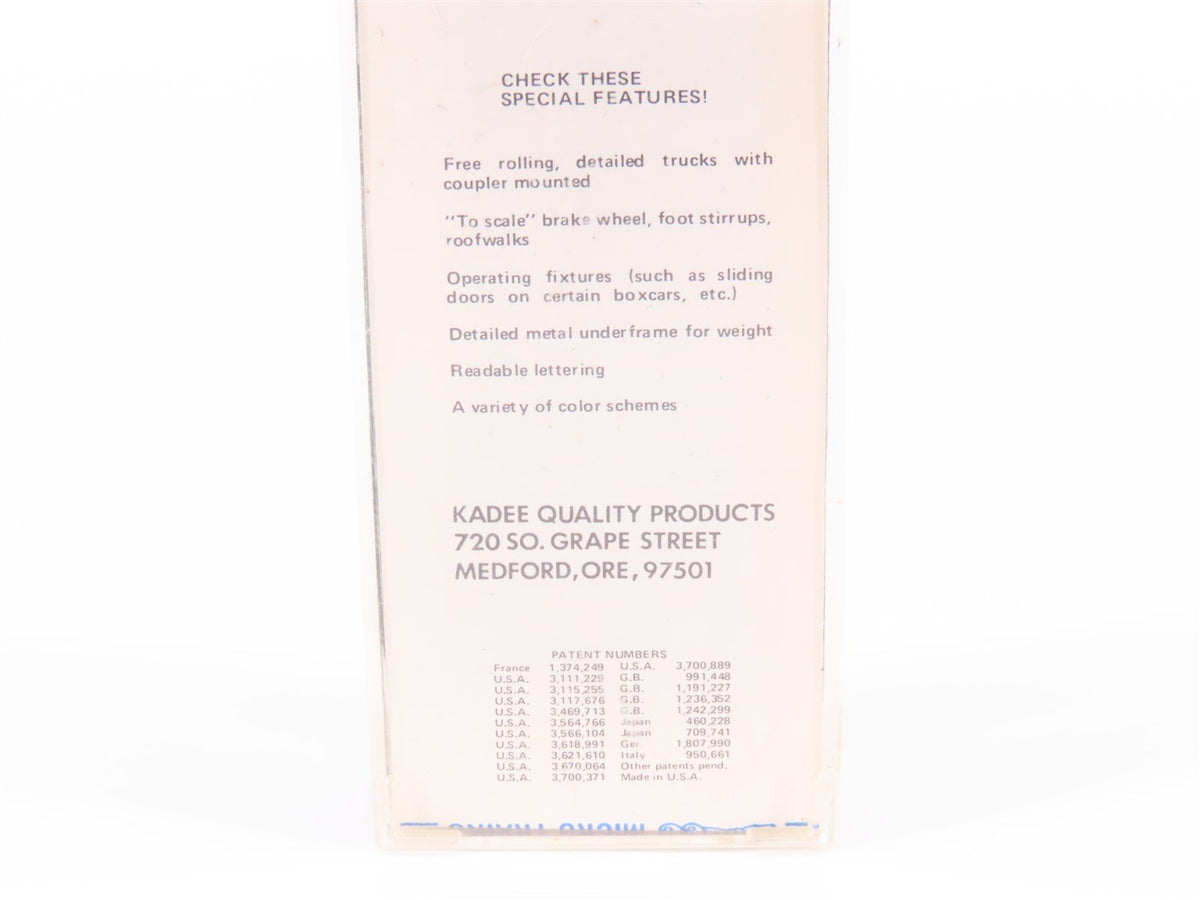 CHECK THESE
SPECIAL FEATURES!
Free rolling, detailed trucks with
coupler mounted
"To scale" brake wheel, foot stirrups,
roofwalks
Operating fixtures (such as sliding
doors on certain boxcars, etc.)
Detailed metal underframe for weight
Readable lettering
A variety of color schemes
KADEE QUALITY PRODUCTS
720 SO. GRAPE STREET
MEDFORD, ORE, 97501
PATENT NUMBERS
France 1,374,249 U.S.A. 3,700,889
U.S.A. 3,111,229 G.B. 991,448
U.S.A. 3,115,255 G.B. 1,191,227
U.S.A. 3,117,676 G.B. 1,236,352
U.S.A. 3,469,713 G.B. 1,242,299
U.S.A. 3,564,766 Japan 460,228
U.S.A. 3,566,104 Japan 709,741
U.S.A. 3,618,991 Ger. 1,807,990
U.S.A. 3,621,610 Italy 950,661
U.S.A. 3 670,064 Other patents pend.
U.S.A. 3,700,371 Made in U.S.A.
MICRO TRAINS